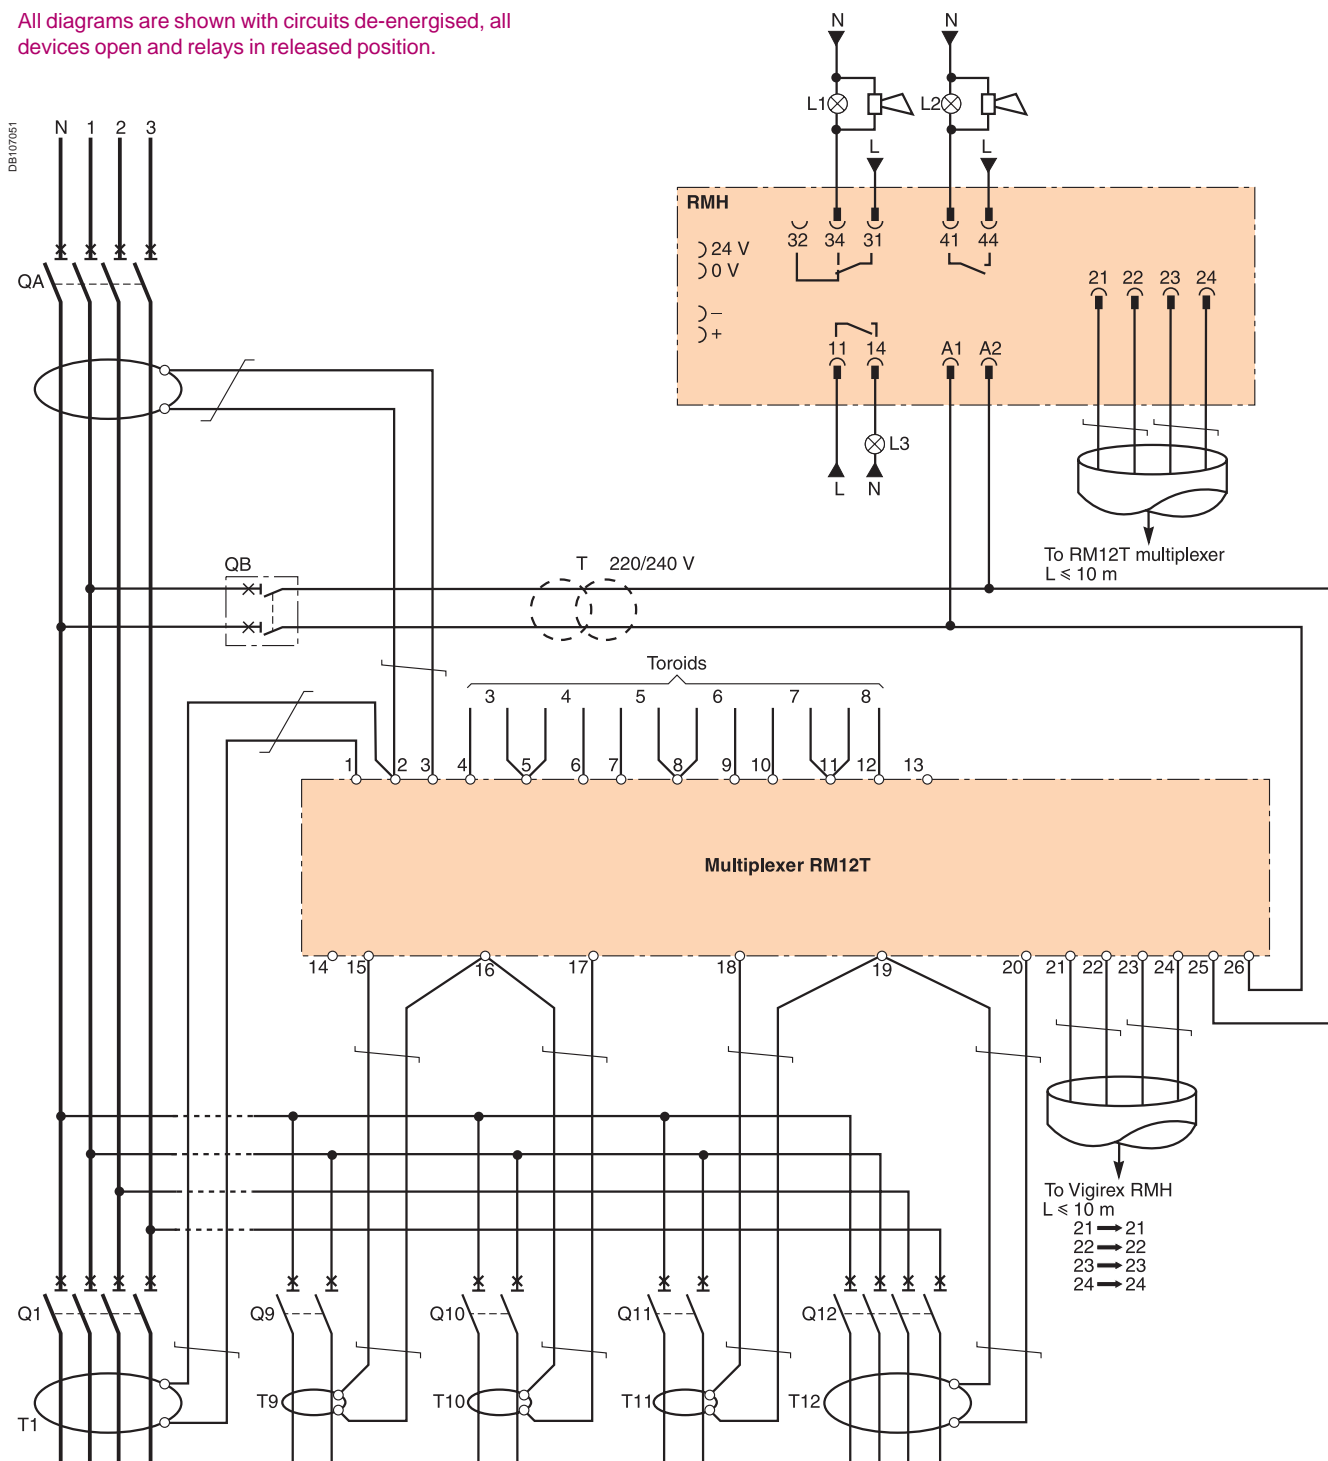 All diagrams are shown with circuits de-energised, all
devices open and relays in released position.
DB107051
N 1 2 3
QA
N N
L1 L2
L L
RMH
32 34 31 41 44
24 V
0 V
–
+
21 22 23 24
11 14 A1 A2
L3
L N
To RM12T multiplexer
L ⩽ 10 m
QB
T 220/240 V
Toroids
3 4 5 6 7 8
1 2 3 4 5 6 7 8 9 10 11 12 13
Multiplexer RM12T
14 15 16 17 18 19 20 21 22 23 24 25 26
To Vigirex RMH
L ⩽ 10 m
21 → 21
22 → 22
23 → 23
24 → 24
Q1 Q9 Q10 Q11 Q12
T1 T9 T10 T11 T12